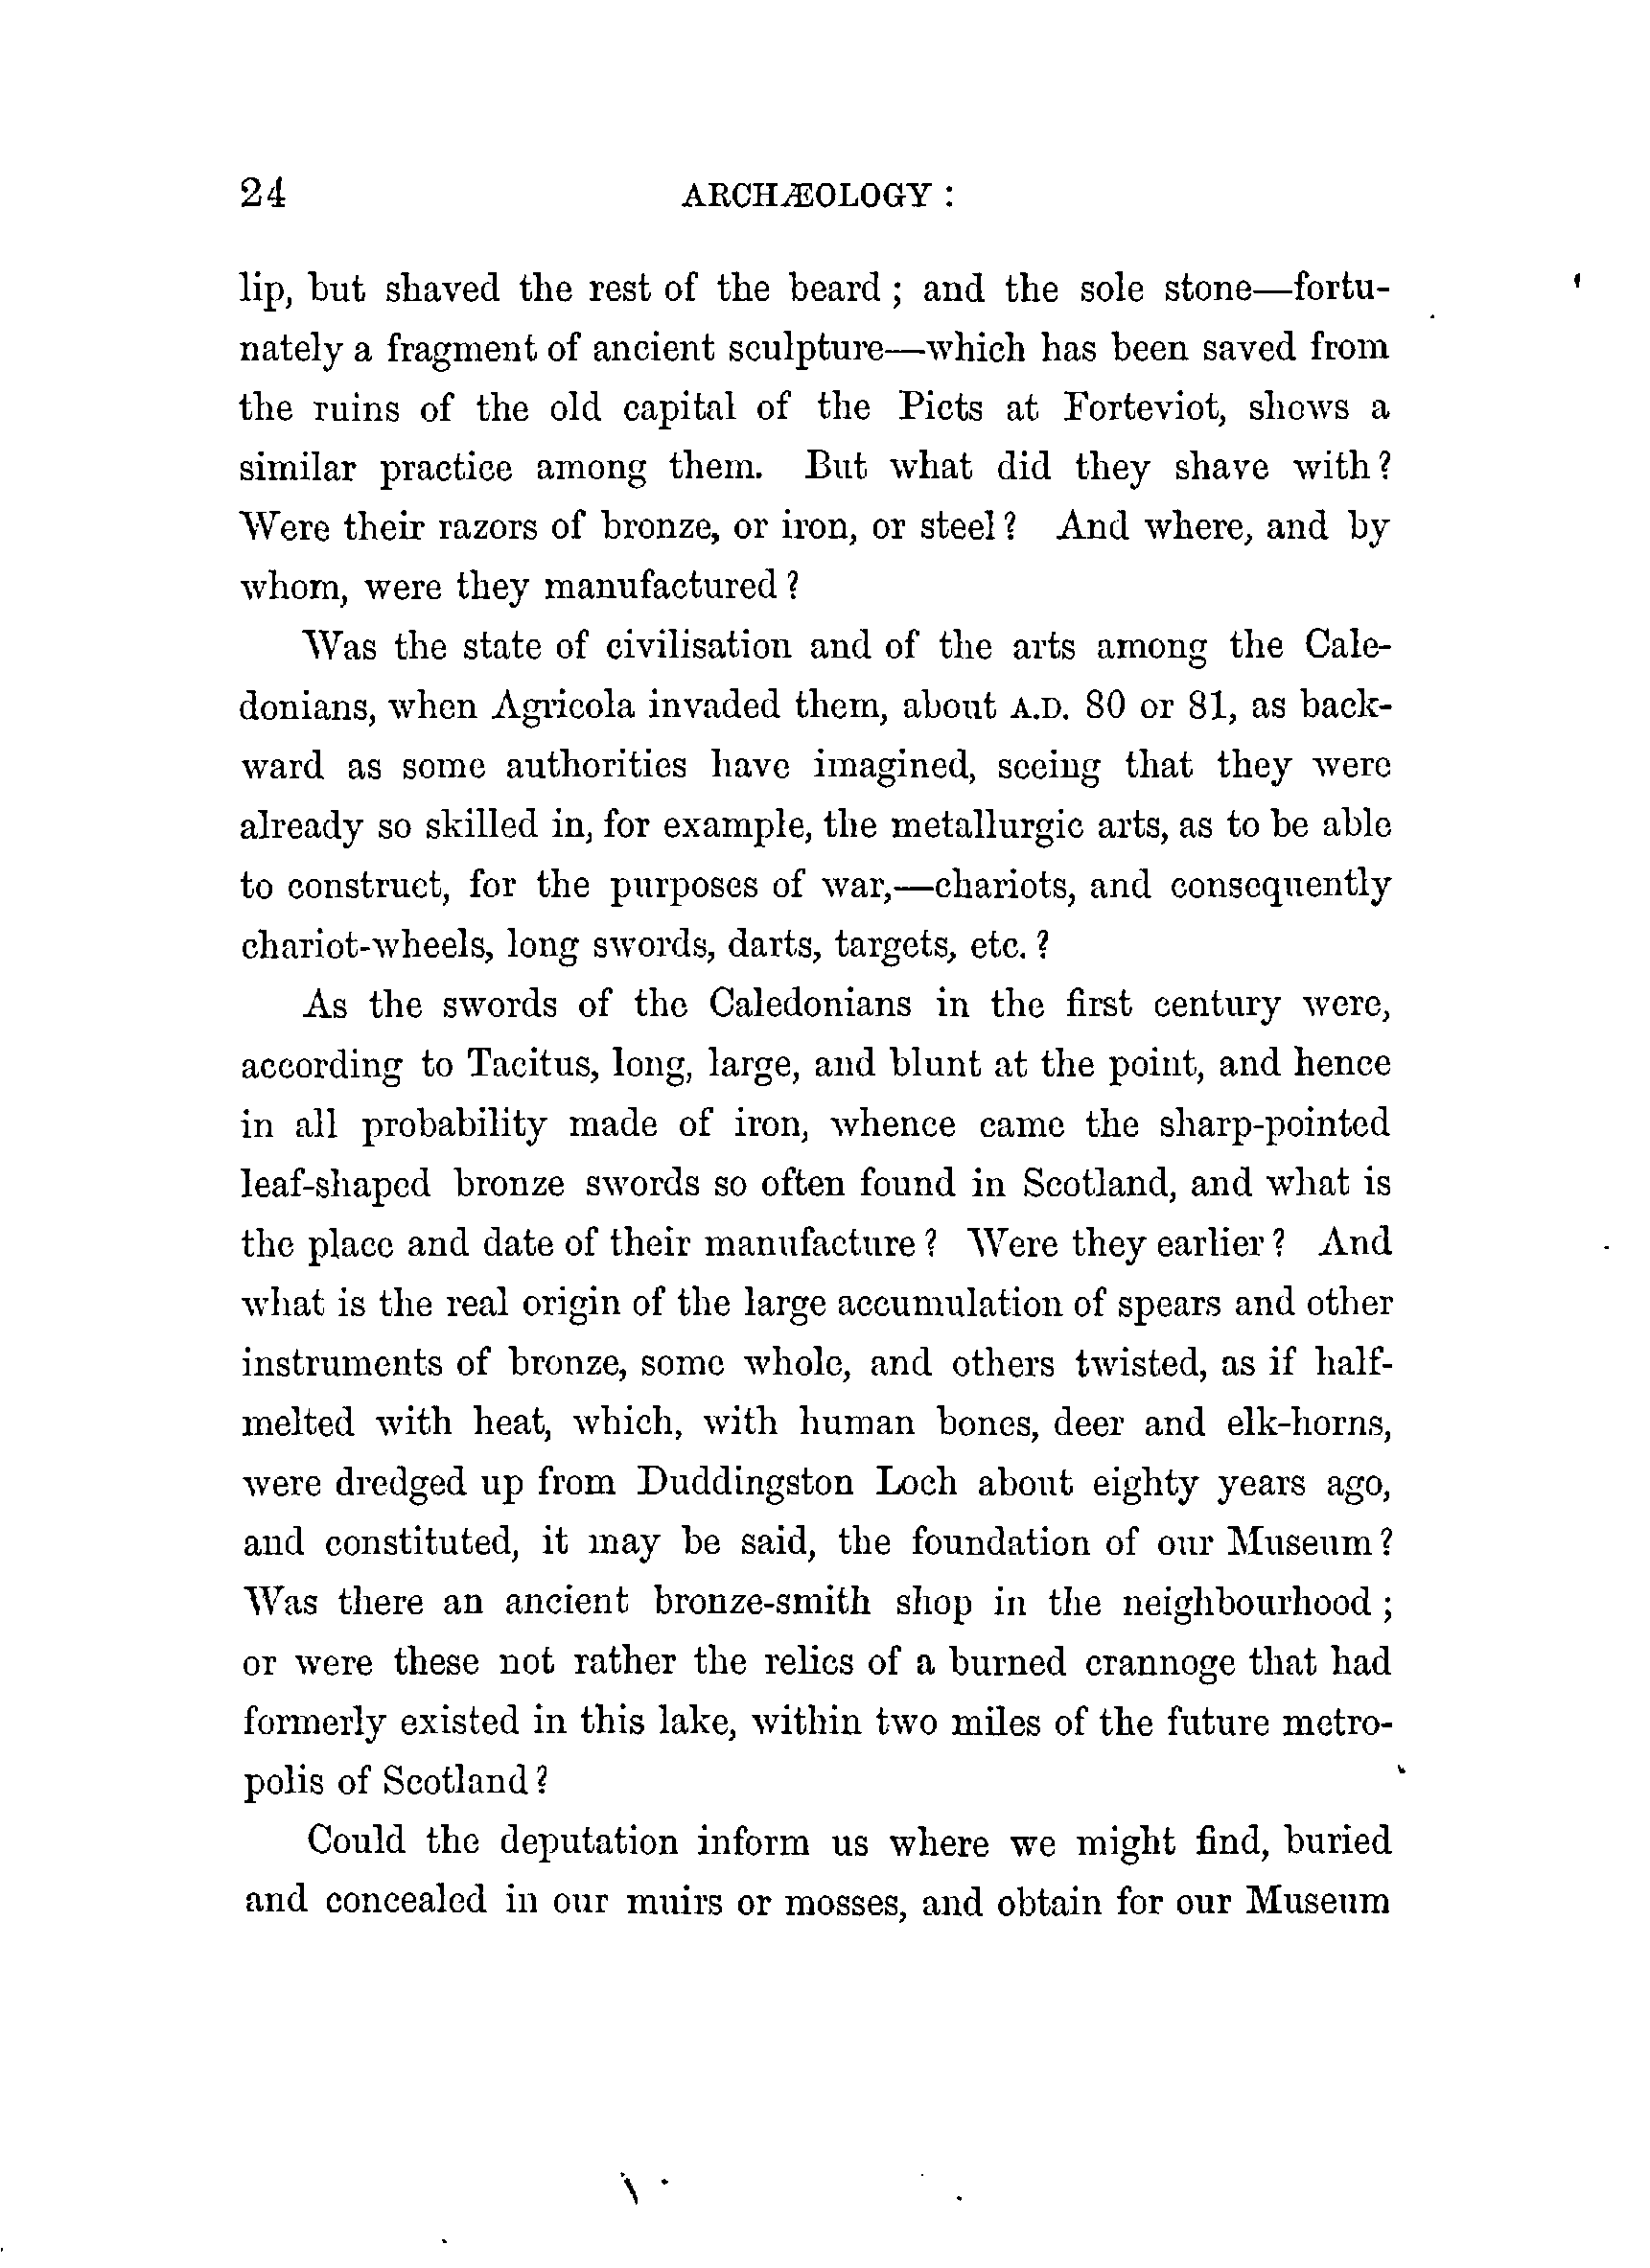 24 ARCHÆOLOGY :
lip, but shaved the rest of the beard ; and the sole stone—fortu-
nately a fragment of ancient sculpture—which has been saved from
the ruins of the old capital of the Picts at Forteviot, shows a
similar practice among them. But what did they shave with?
Were their razors of bronze, or iron, or steel ? And where, and by
whom, were they manufactured ?
Was the state of civilisation and of the arts among the Cale-
donians, when Agricola invaded them, about A.D. 80 or 81, as back-
ward as some authorities have imagined, seeing that they were
already so skilled in, for example, the metallurgic arts, as to be able
to construct, for the purposes of war,—chariots, and consequently
chariot-wheels, long swords, darts, targets, etc. ?
As the swords of the Caledonians in the first century were,
according to Tacitus, long, large, and blunt at the point, and hence
in all probability made of iron, whence came the sharp-pointed
leaf-shaped bronze swords so often found in Scotland, and what is
the place and date of their manufacture ? Were they earlier ? And
what is the real origin of the large accumulation of spears and other
instruments of bronze, some whole, and others twisted, as if half-
melted with heat, which, with human bones, deer and elk-horns,
were dredged up from Duddingston Loch about eighty years ago,
and constituted, it may be said, the foundation of our Museum ?
Was there an ancient bronze-smith shop in the neighbourhood ;
or were these not rather the relics of a burned crannoge that had
formerly existed in this lake, within two miles of the future metro-
polis of Scotland ?
Could the deputation inform us where we might find, buried
and concealed in our muirs or mosses, and obtain for our Museum